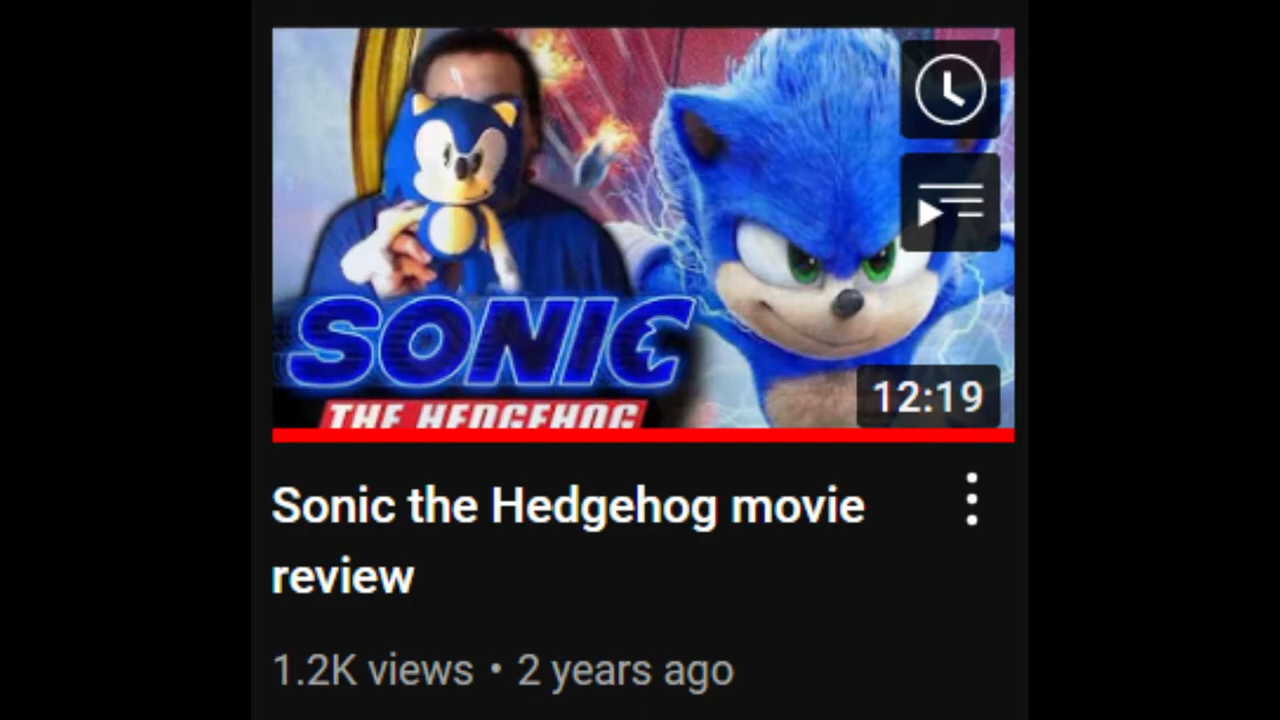 SONIC
THE HEDGEHOG
12:19
Sonic the Hedgehog movie
review
1.2K views • 2 years ago